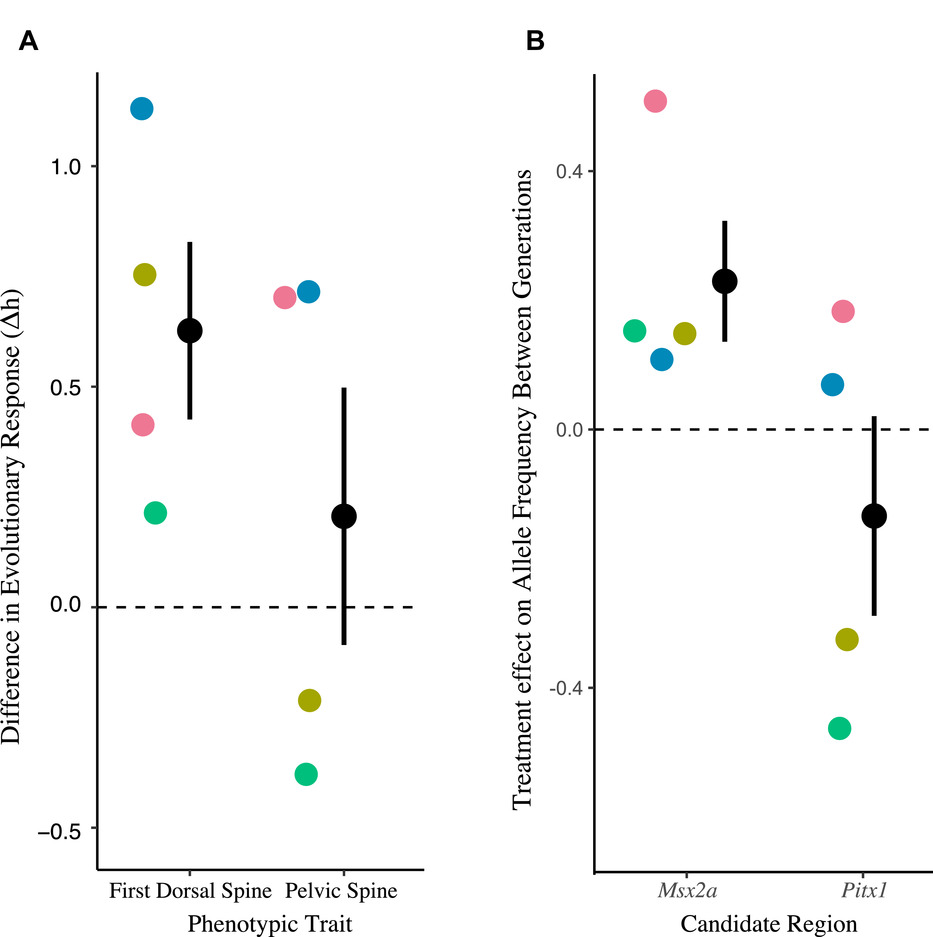 A
Difference in Evolutionary Response (Δh)
1.0
0.5
0.0
−0.5
First Dorsal Spine Pelvic Spine
Phenotypic Trait
B
Treatment effect on Allele Frequency Between Generations
0.4
0.0
-0.4
Msx2a Pitx1
Candidate Region